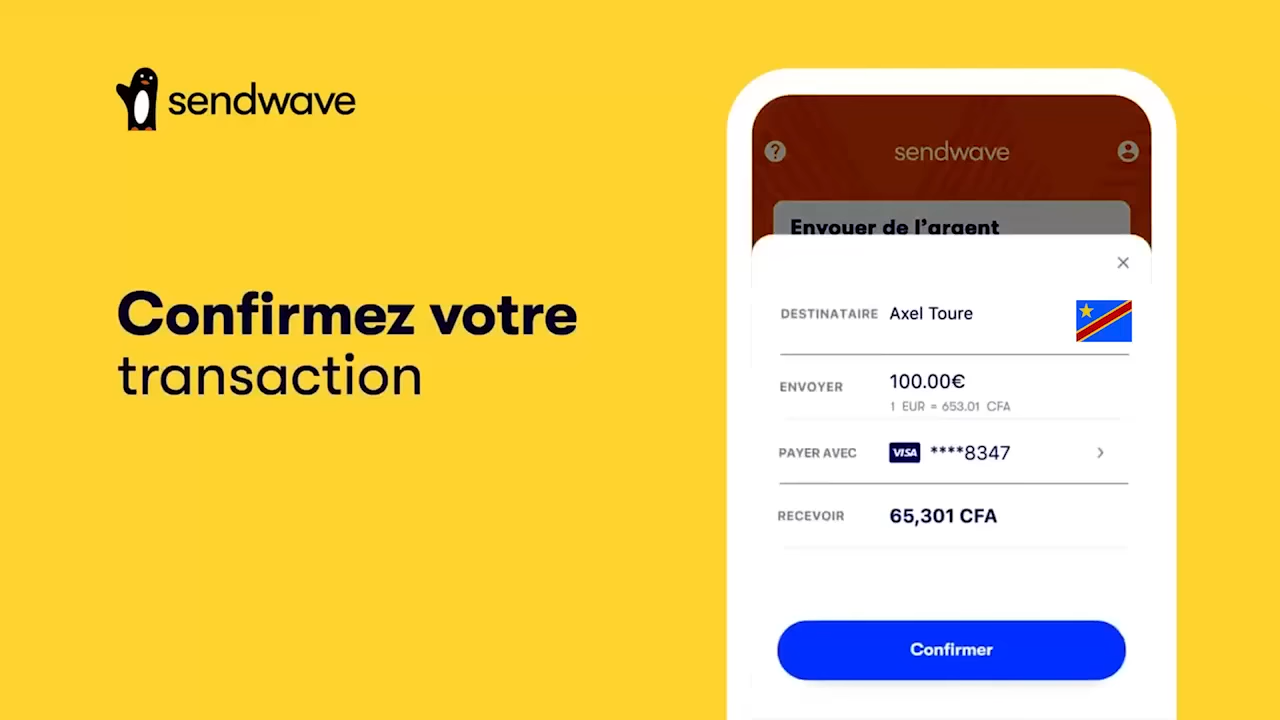 sendwave
Confirmez votre
transaction
sendwave
Envoyer de l'argent
DESTINATAIRE Axel Toure
ENVOYER 100.00€
1 EUR = 653.01 CFA
PAYER AVEC VISA ****8347
RECEVOIR 65,301 CFA
Confirmer